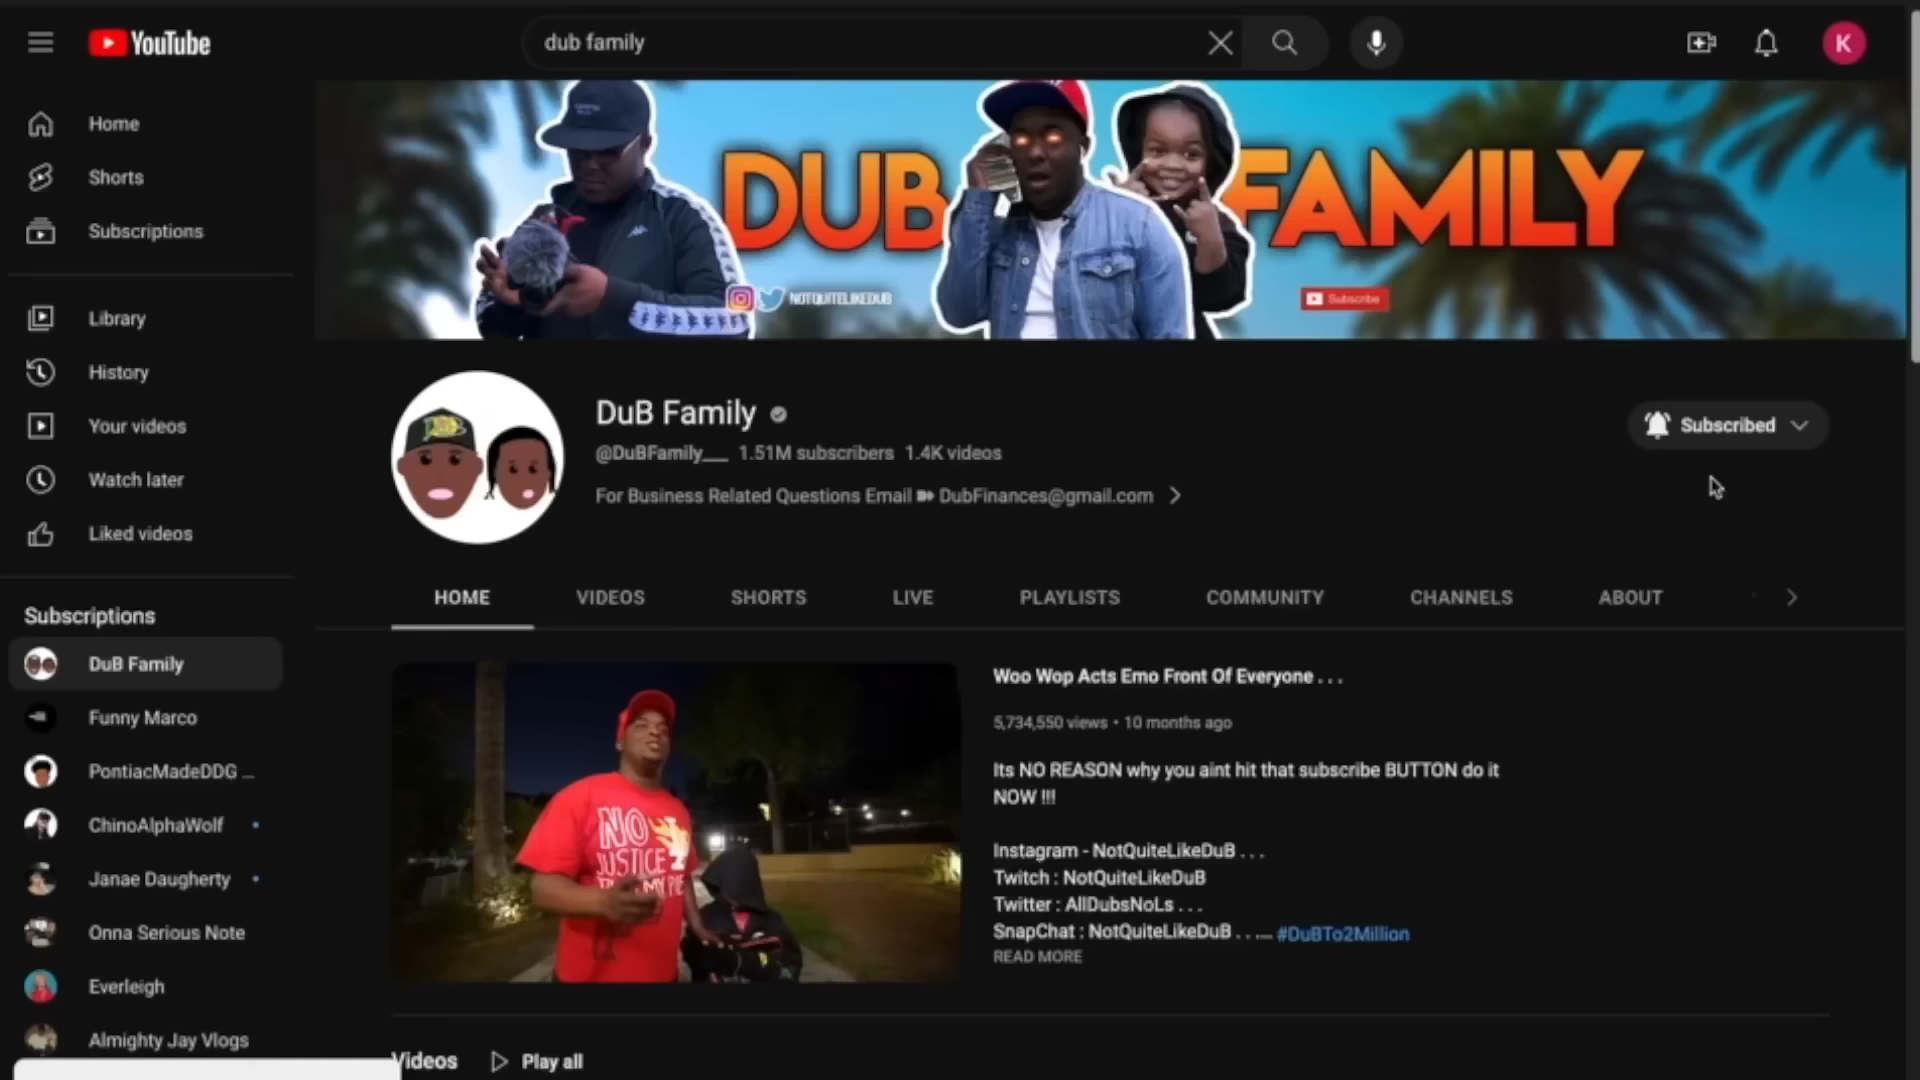 YouTube
dub family
K
Home
Shorts
Subscriptions
Library
History
Your videos
Watch later
Liked videos
Subscriptions
DuB Family
Funny Marco
PontiacMadeDDG ...
ChinoAlphaWolf
Janae Daugherty
Onna Serious Note
Everleigh
Almighty Jay Vlogs
DUB FAMILY
NOTQUITELIKEDUB
Subscribe
DuB Family
@DuBFamily__ 1.51M subscribers 1.4K videos
For Business Related Questions Email ➽ DubFinances@gmail.com
Subscribed
HOME VIDEOS SHORTS LIVE PLAYLISTS COMMUNITY CHANNELS ABOUT
NO
JUSTICE
Woo Wop Acts Emo Front Of Everyone . . .
5,734,550 views • 10 months ago
Its NO REASON why you aint hit that subscribe BUTTON do it
NOW !!!
Instagram - NotQuiteLikeDuB . . .
Twitch : NotQuiteLikeDuB
Twitter : AllDubsNoLs . . .
SnapChat : NotQuiteLikeDuB . . .... #DuBTo2Million
READ MORE
Videos Play all